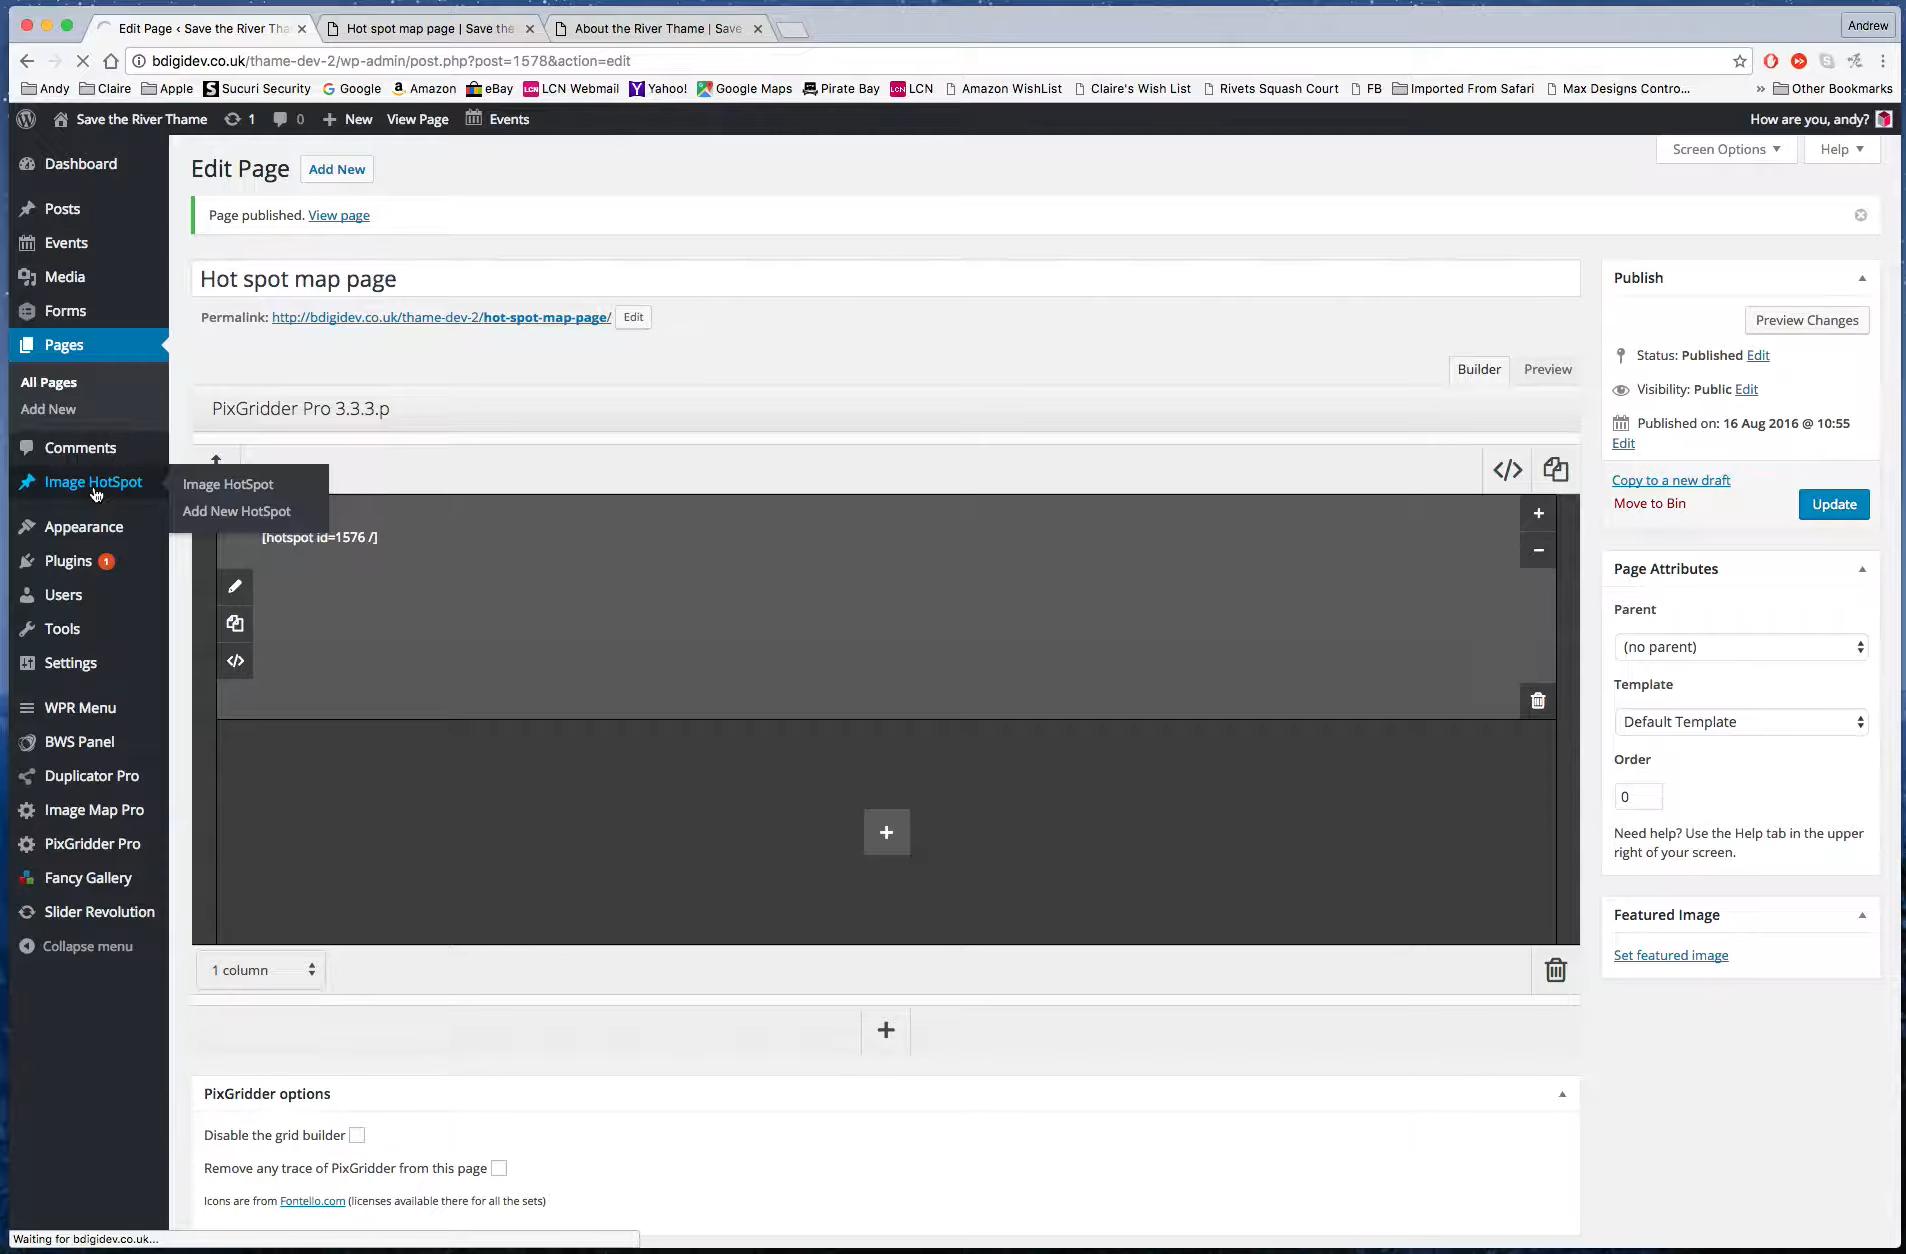 Edit Page ‹ Save the River Tha
Hot spot map page | Save the
About the River Thame | Save
Andrew
bdigidev.co.uk/thame-dev-2/wp-admin/post.php?post=1578&action=edit
Andy Claire Apple Sucuri Security Google Amazon eBay LCN Webmail Yahoo! Google Maps Pirate Bay LCN Amazon WishList Claire's Wish List Rivets Squash Court FB Imported From Safari Max Designs Contro... » Other Bookmarks
Save the River Thame 1 0 New View Page Events How are you, andy?
Screen Options Help
Dashboard
Posts
Events
Media
Forms
Pages
All Pages
Add New
Comments
Image HotSpot
Image HotSpot
Add New HotSpot
Appearance
Plugins 1
Users
Tools
Settings
WPR Menu
BWS Panel
Duplicator Pro
Image Map Pro
PixGridder Pro
Fancy Gallery
Slider Revolution
Collapse menu
Edit Page Add New
Page published. View page
Hot spot map page
Permalink: http://bdigidev.co.uk/thame-dev-2/hot-spot-map-page/ Edit
Builder Preview
PixGridder Pro 3.3.3.p
[hotspot id=1576 /]
1 column
PixGridder options
Disable the grid builder
Remove any trace of PixGridder from this page
Icons are from Fontello.com (licenses available there for all the sets)
Publish
Preview Changes
Status: Published Edit
Visibility: Public Edit
Published on: 16 Aug 2016 @ 10:55
Edit
Copy to a new draft
Move to Bin
Update
Page Attributes
Parent
(no parent)
Template
Default Template
Order
0
Need help? Use the Help tab in the upper
right of your screen.
Featured Image
Set featured image
Waiting for bdigidev.co.uk...